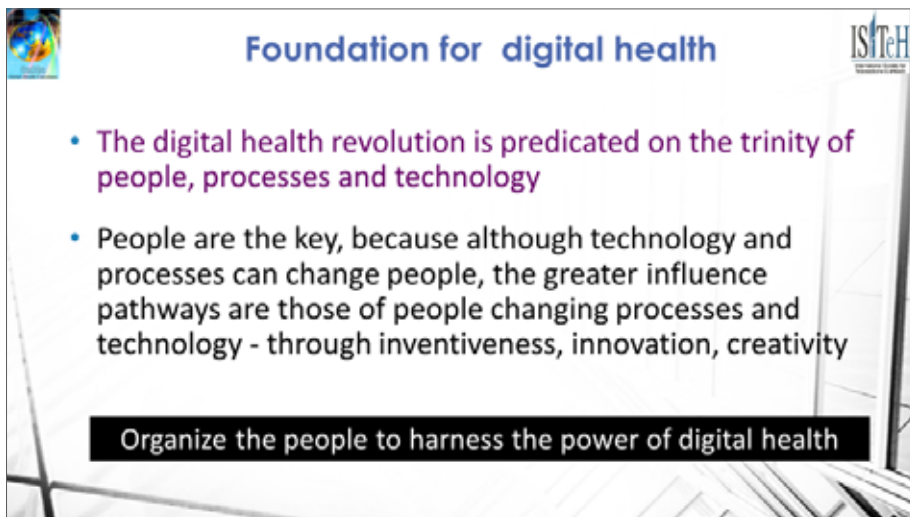 Foundation for digital health
ISfTeH
• The digital health revolution is predicated on the trinity of
people, processes and technology
• People are the key, because although technology and
processes can change people, the greater influence
pathways are those of people changing processes and
technology - through inventiveness, innovation, creativity
Organize the people to harness the power of digital health